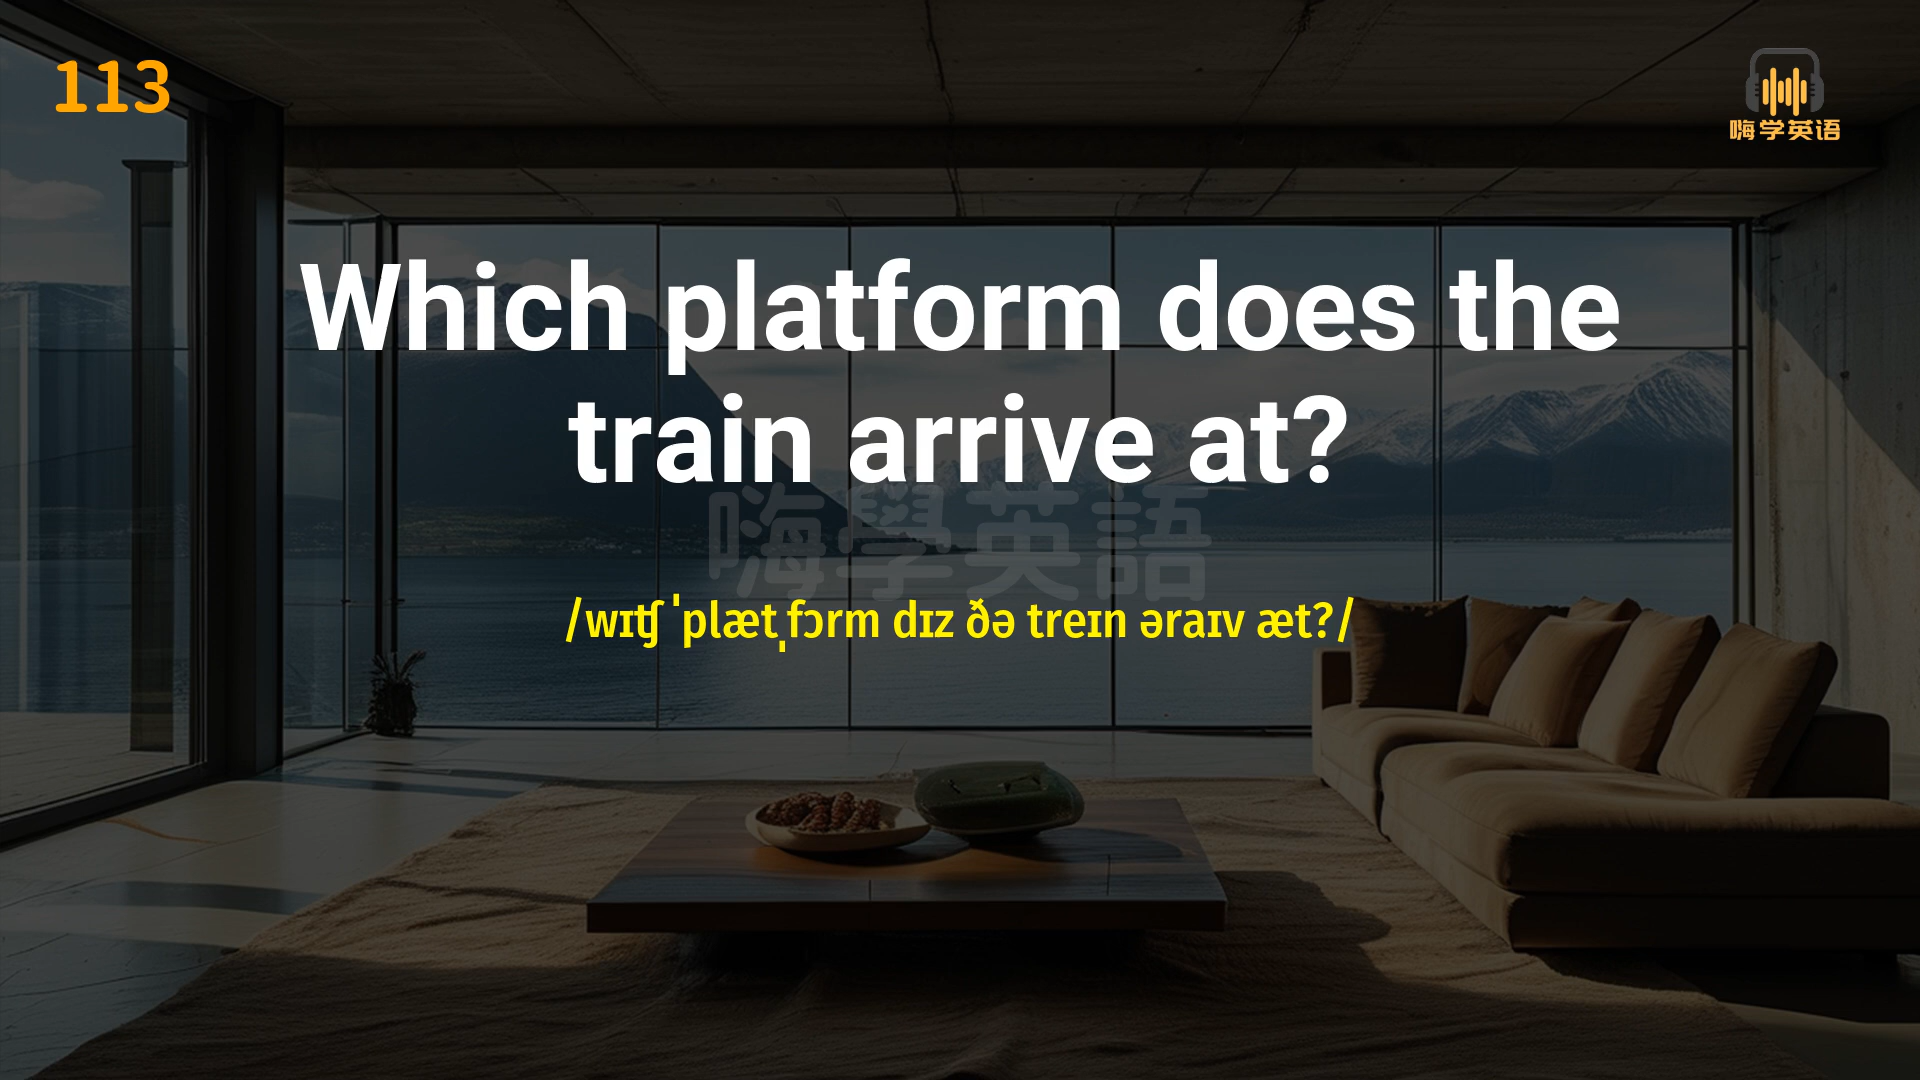 113
嗨学英语
Which platform does the
train arrive at?
嗨學英語
/wɪʧ ˈplætˌfɔrm dɪz ðə treɪn əraɪv æt?/